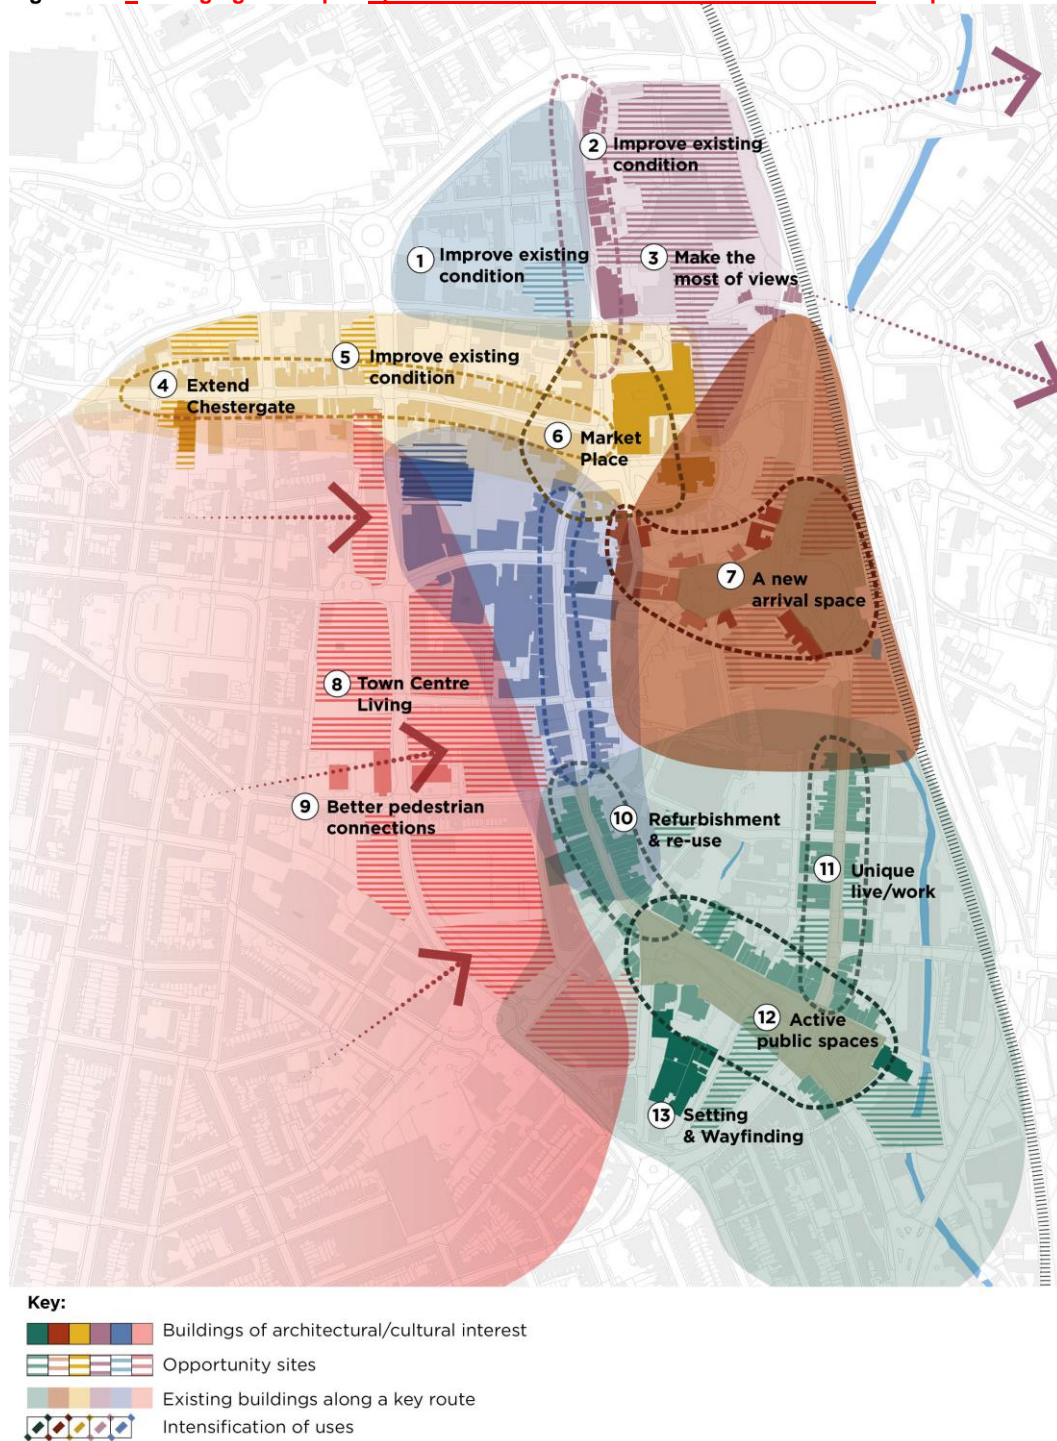 2 Improve existing
condition
1 Improve existing
condition
3 Make the
most of views
5 Improve existing
condition
4 Extend
Chestergate
6 Market
Place
7 A new
arrival space
8 Town Centre
Living
9 Better pedestrian
connections
10 Refurbishment
& re-use
11 Unique
live/work
12 Active
public spaces
13 Setting
& Wayfinding
Key:
Buildings of architectural/cultural interest
Opportunity sites
Existing buildings along a key route
Intensification of uses